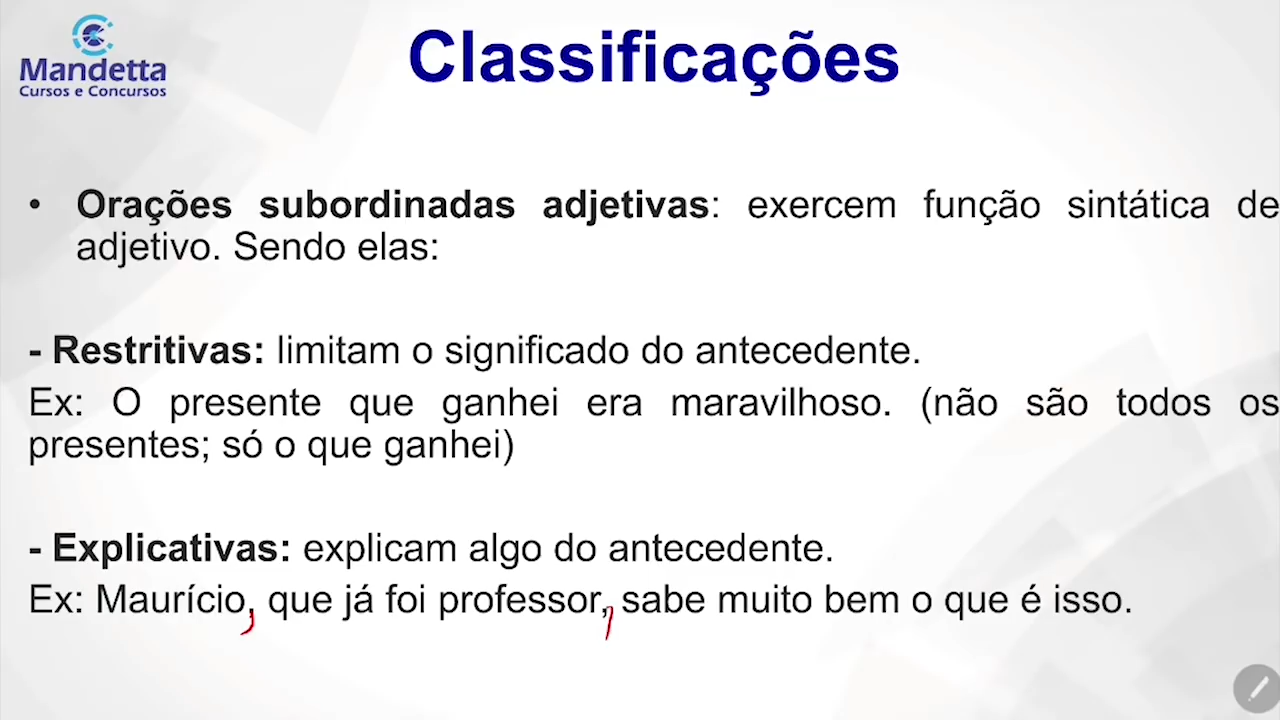 Mandetta
Cursos e Concursos
Classificações
• Orações subordinadas adjetivas: exercem função sintática de
adjetivo. Sendo elas:
- Restritivas: limitam o significado do antecedente.
Ex: O presente que ganhei era maravilhoso. (não são todos os
presentes; só o que ganhei)
- Explicativas: explicam algo do antecedente.
Ex: Maurício, que já foi professor, sabe muito bem o que é isso.